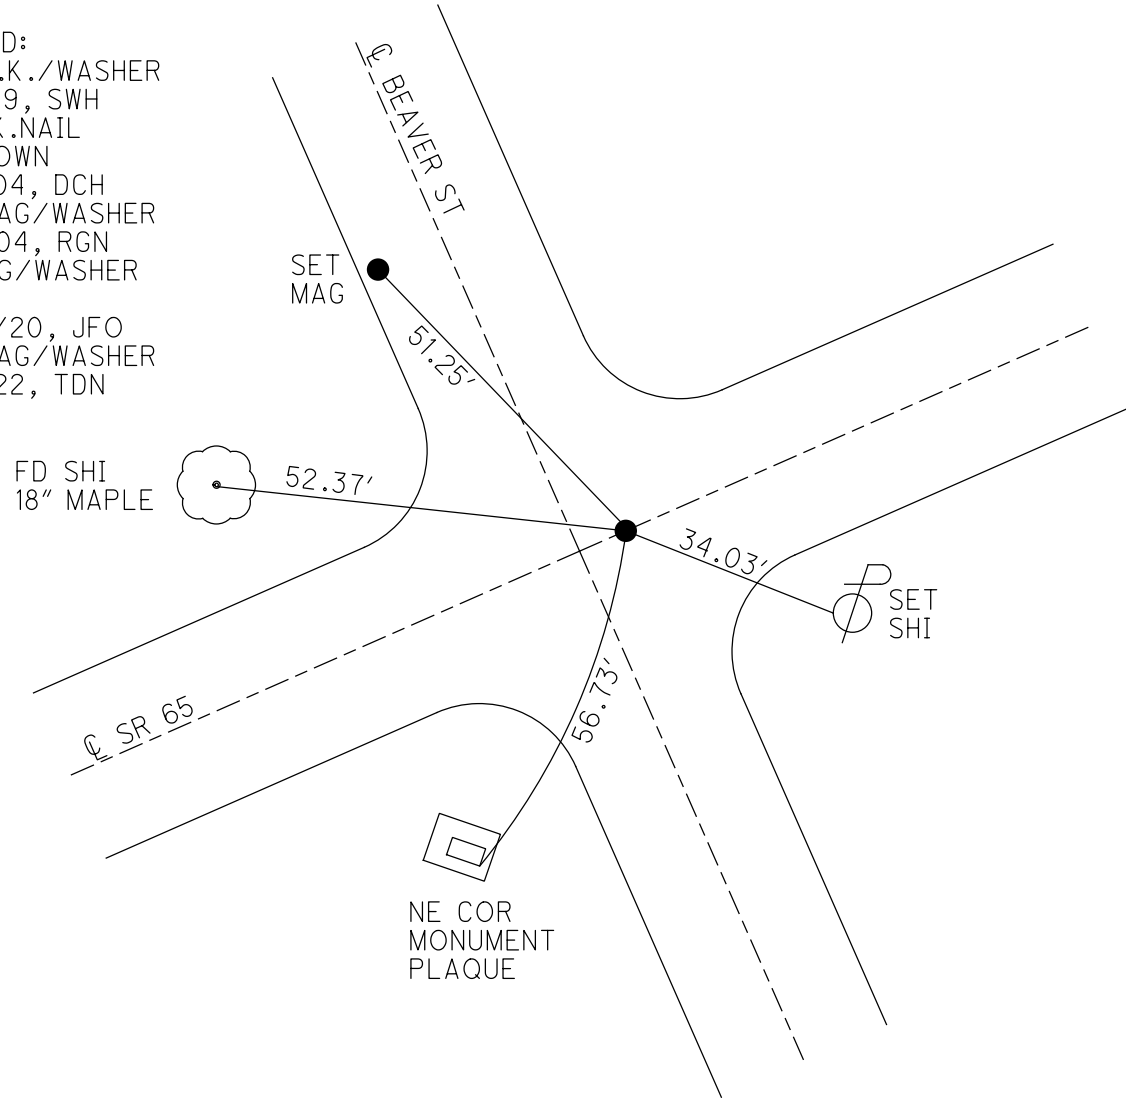 D:
.K./WASHER
9, SWH
K.NAIL
OWN
04, DCH
AG/WASHER
04, RGN
G/WASHER
/20, JFO
AG/WASHER
22, TDN
℄ BEAVER ST
SET
MAG
51.25'
FD SHI
18" MAPLE
52.37'
34.03'
SET
SHI
56.73'
℄ SR 65
NE COR
MONUMENT
PLAQUE